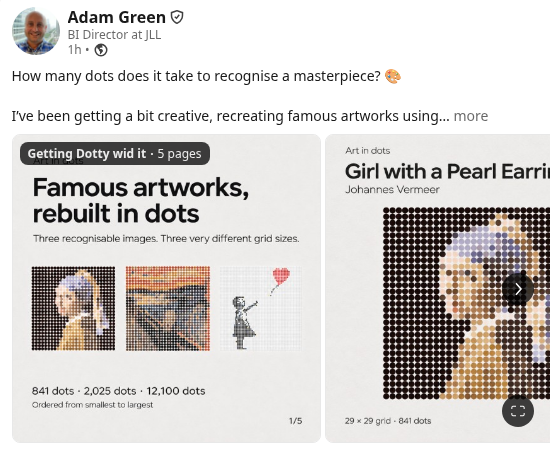 Adam Green
BI Director at JLL
1h •
How many dots does it take to recognise a masterpiece? 🎨
I've been getting a bit creative, recreating famous artworks using... more
Getting Dotty wid it · 5 pages
Famous artworks,
rebuilt in dots
Three recognisable images. Three very different grid sizes.
841 dots · 2,025 dots · 12,100 dots
Ordered from smallest to largest
1/5
Art in dots
Girl with a Pearl Earri
Johannes Vermeer
29 × 29 grid · 841 dots